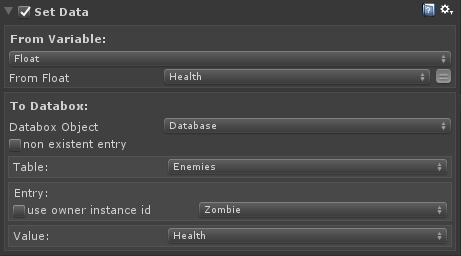 Set Data
From Variable:
Float
From Float Health
To Databox:
Databox Object Database
non existent entry
Table: Enemies
Entry:
use owner instance id Zombie
Value: Health